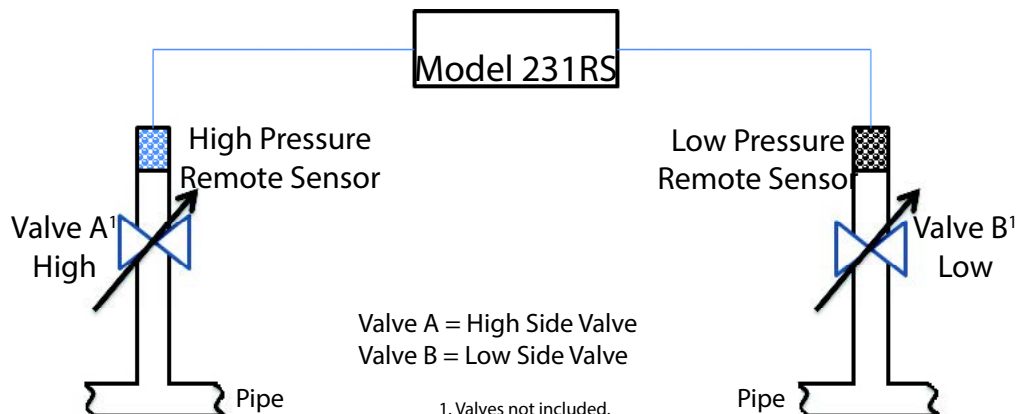 Model 231RS
High Pressure
Remote Sensor
Low Pressure
Remote Sensor
Valve A¹
High
Valve B¹
Low
Valve A = High Side Valve
Valve B = Low Side Valve
Pipe
Pipe
1. Valves not included.